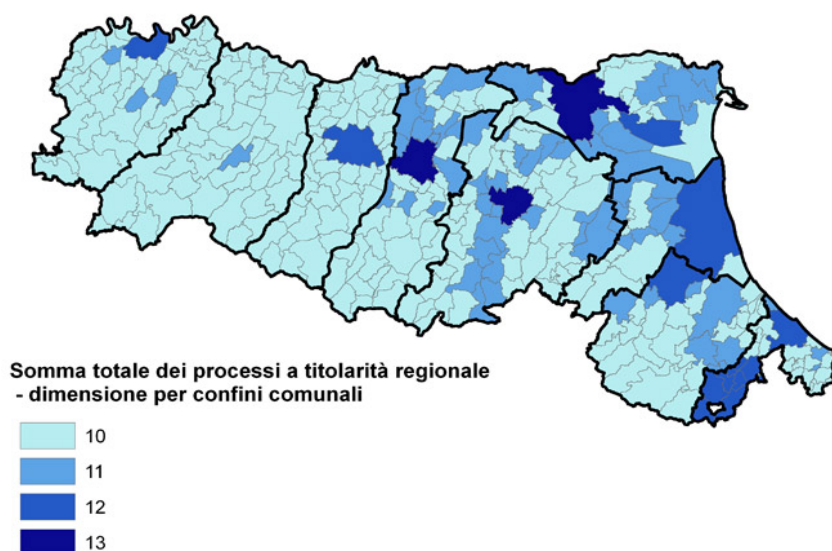 Somma totale dei processi a titolarità regionale
- dimensione per confini comunali
10
11
12
13